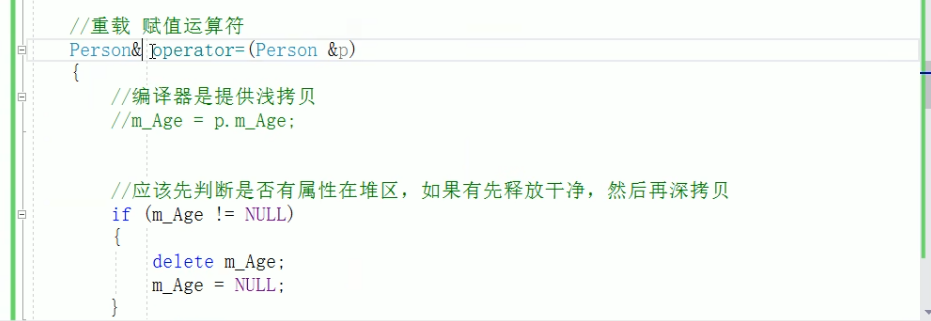 //重载 赋值运算符
Person& operator=(Person &p)
{
//编译器是提供浅拷贝
//m_Age = p.m_Age;
//应该先判断是否有属性在堆区，如果有先释放干净，然后再深拷贝
if (m_Age != NULL)
{
delete m_Age;
m_Age = NULL;
}